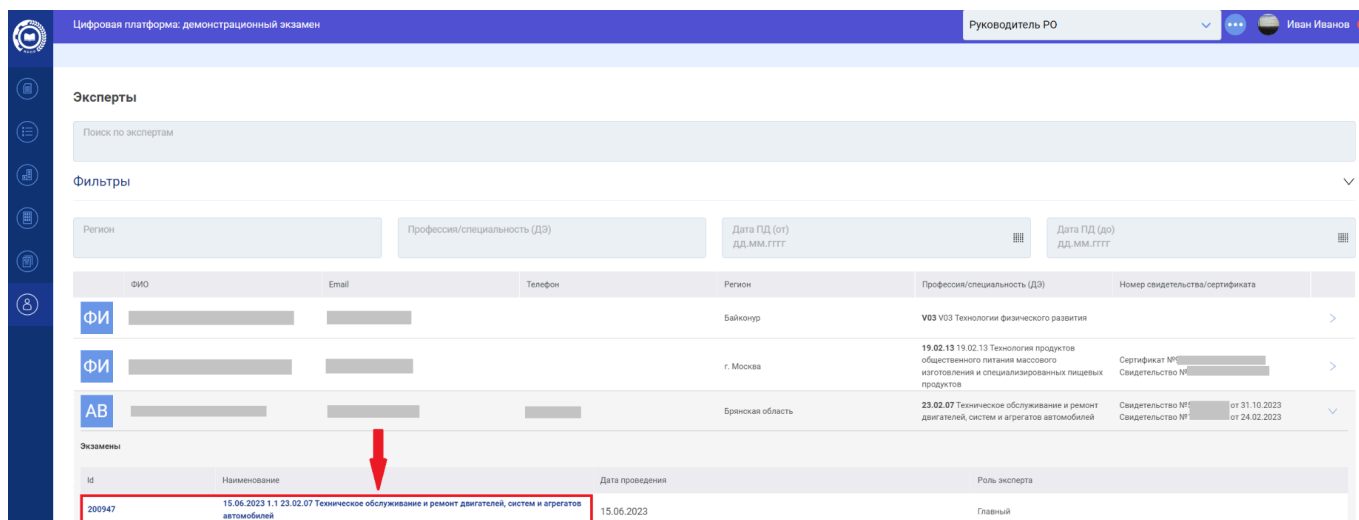 Цифровая платформа: демонстрационный экзамен
Руководитель РО
Иван Иванов
Эксперты
Поиск по экспертам
Фильтры
Регион
Профессия/специальность (ДЭ)
Дата ПД (от)
дд.мм.гггг
Дата ПД (до)
дд.мм.гггг
ФИО Email Телефон Регион Профессия/специальность (ДЭ) Номер свидетельства/сертификата
ФИ
Байконур
V03 V03 Технологии физического развития
ФИ
г. Москва
19.02.13 19.02.13 Технология продуктов
общественного питания массового
изготовления и специализированных пищевых
продуктов
Сертификат №
Свидетельство №
АВ
Брянская область
23.02.07 Техническое обслуживание и ремонт
двигателей, систем и агрегатов автомобилей
Свидетельство № от 31.10.2023
Свидетельство № от 24.02.2023
Экзамены
Id Наименование Дата проведения Роль эксперта
200947
15.06.2023 1.1 23.02.07 Техническое обслуживание и ремонт двигателей, систем и агрегатов
автомобилей
15.06.2023
Главный